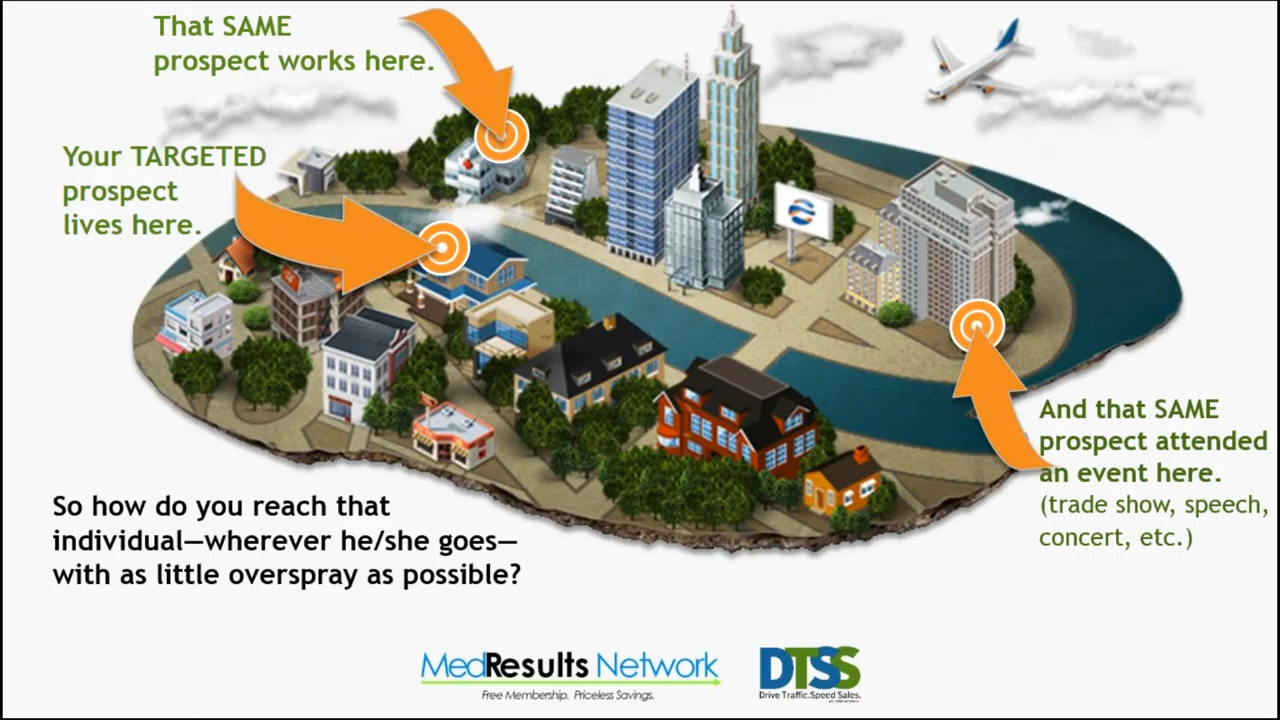 That SAME
prospect works here.
Your TARGETED
prospect
lives here.
And that SAME
prospect attended
an event here.
(trade show, speech,
concert, etc.)
So how do you reach that
individual—wherever he/she goes—
with as little overspray as possible?
MedResults Network
Free Membership. Priceless Savings.
DTSS
Drive Traffic.Speed Sales.